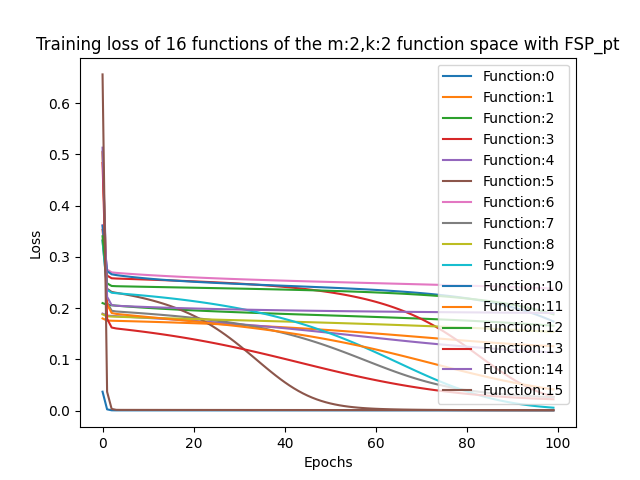 Training loss of 16 functions of the m:2,k:2 function space with FSP_pt
Loss
0.6
0.5
0.4
0.3
0.2
0.1
0.0
Function:0
Function:1
Function:2
Function:3
Function:4
Function:5
Function:6
Function:7
Function:8
Function:9
Function:10
Function:11
Function:12
Function:13
Function:14
Function:15
0 20 40 60 80 100
Epochs